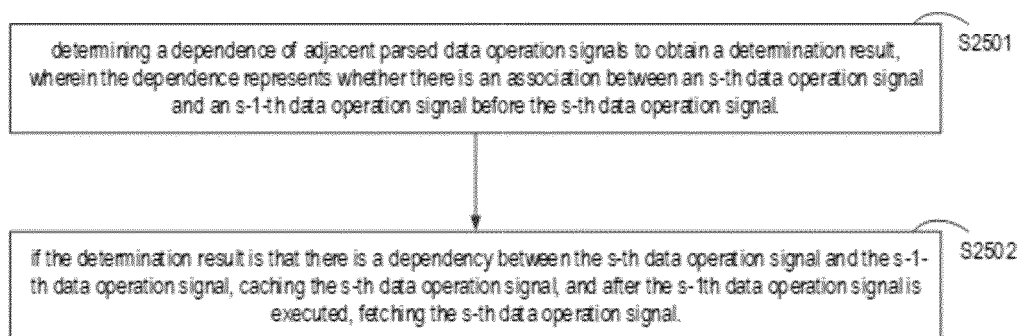 determining a dependence of adjacent parsed data operation signals to obtain a determination result,
wherein the dependence represents whether there is an association between an s-th data operation signal
and an s-1-th data operation signal before the s-th data operation signal.
S2501
if the determination result is that there is a dependency between the s-th data operation signal and the s-1-
th data operation signal, caching the s-th data operation signal, and after the s-1th data operation signal is
executed, fetching the s-th data operation signal.
S2502